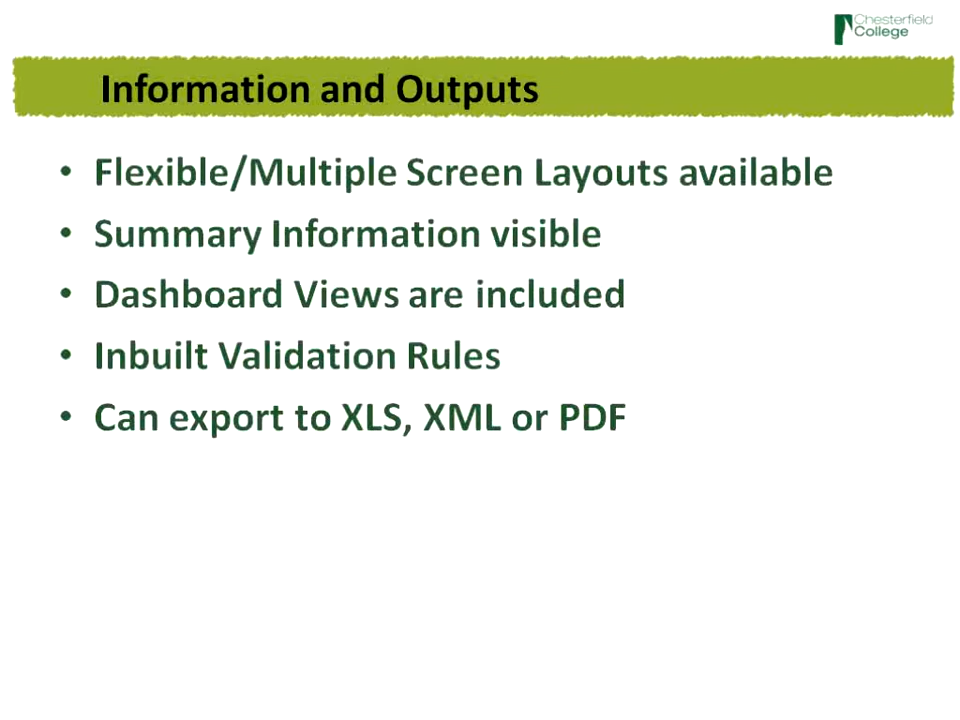 Chesterfield
College
Information and Outputs
• Flexible/Multiple Screen Layouts available
• Summary Information visible
• Dashboard Views are included
• Inbuilt Validation Rules
• Can export to XLS, XML or PDF